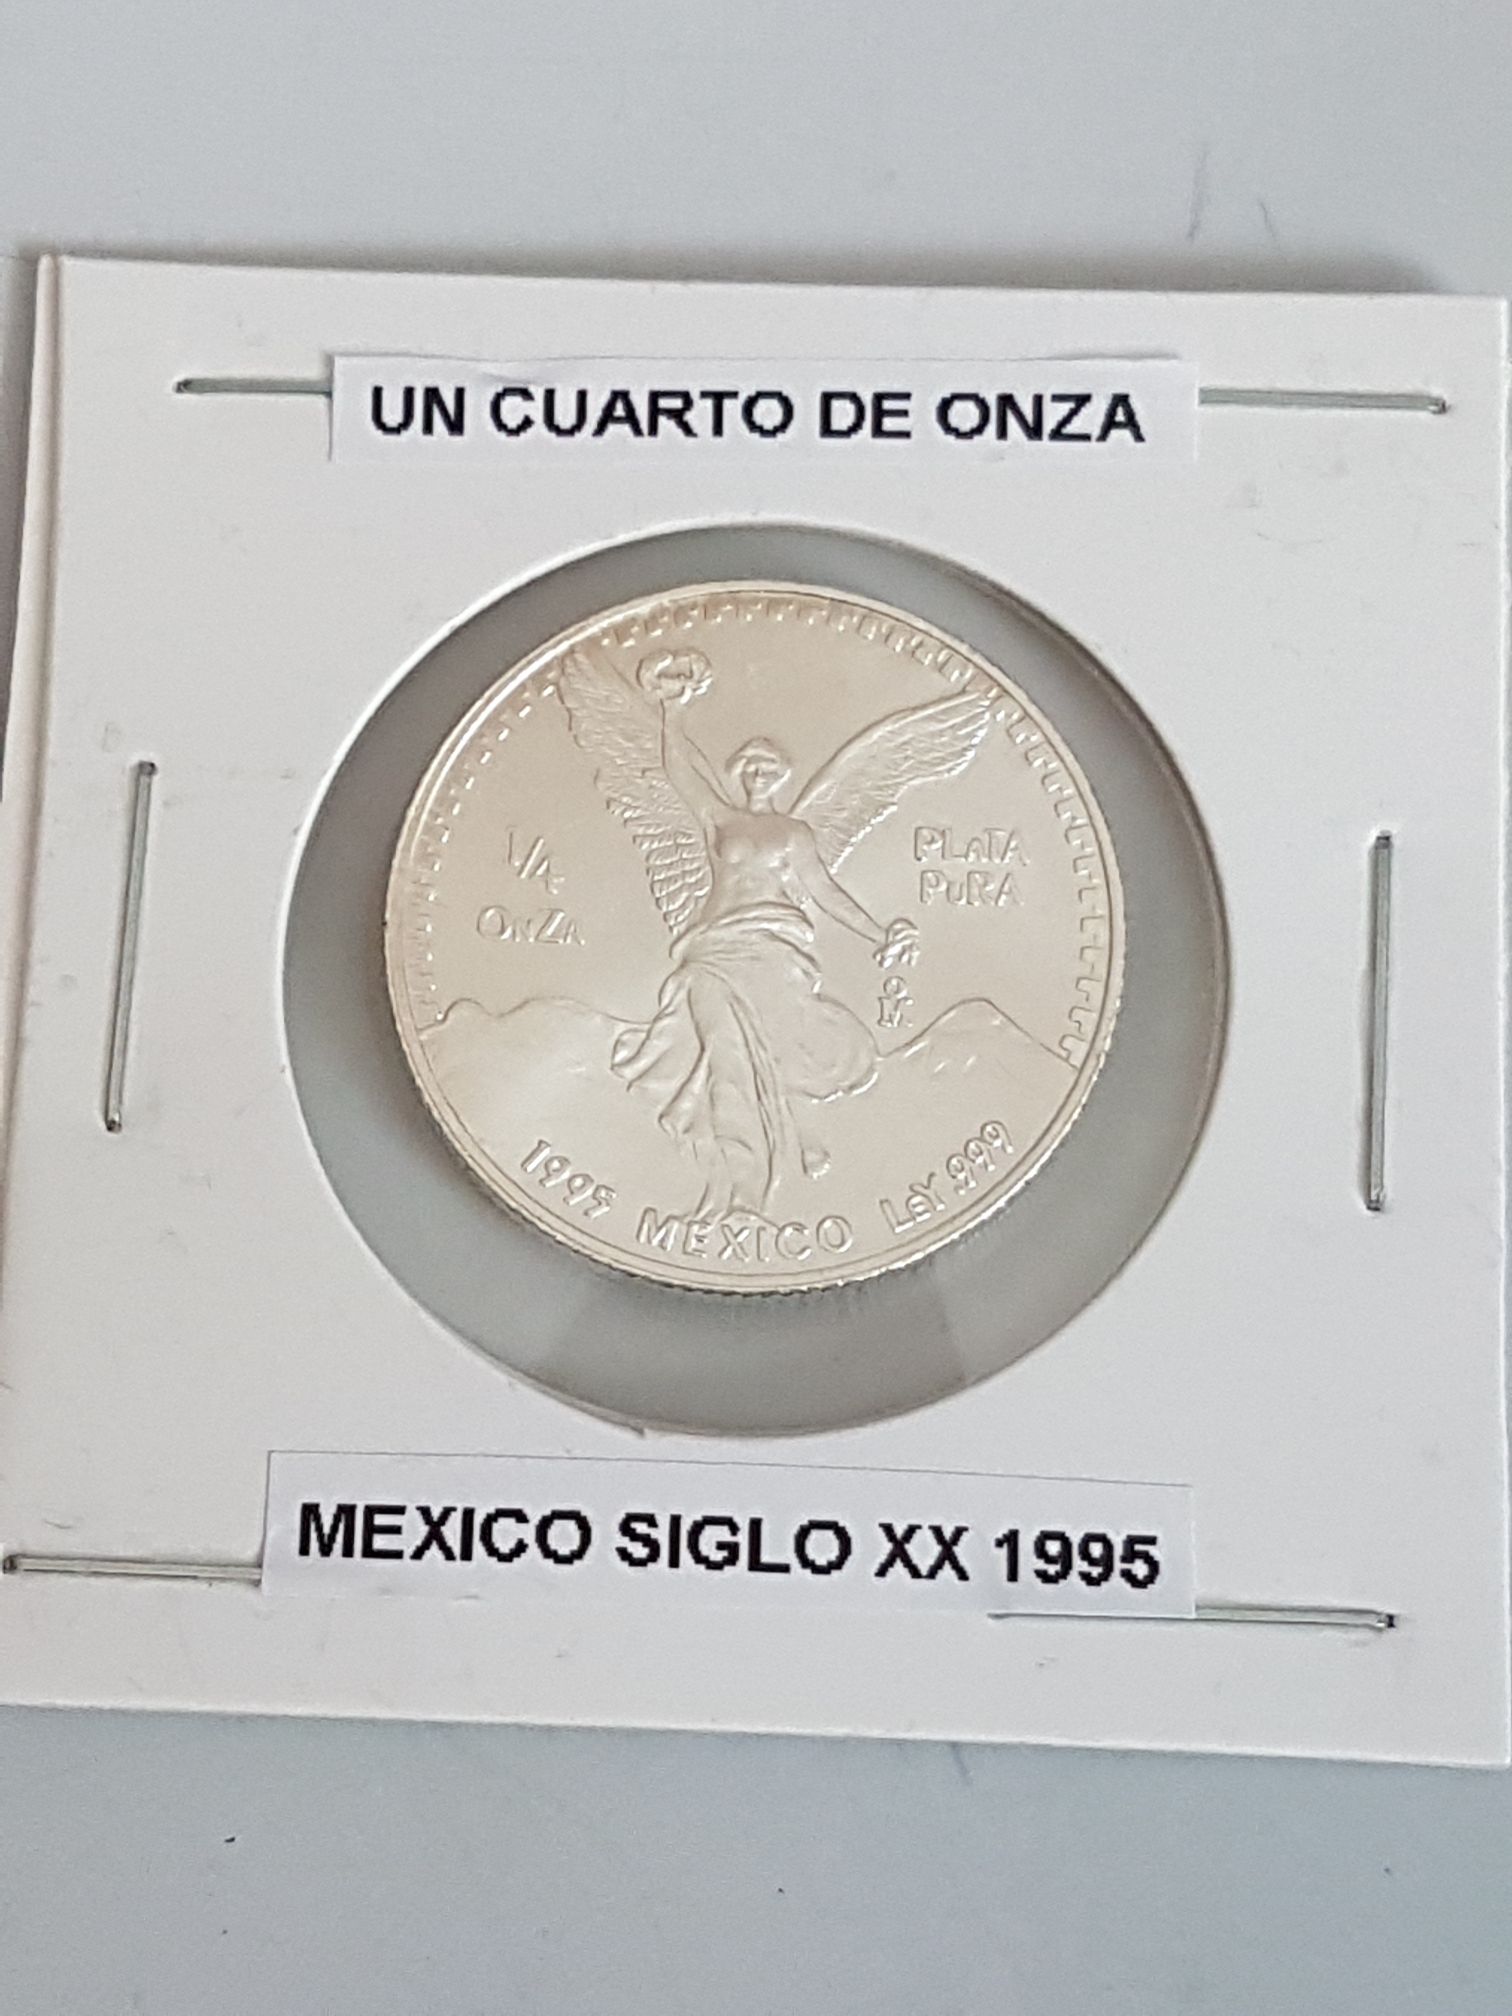 UN CUARTO DE ONZA
1/4
ONZA
PLATA
PURA
M
1995 MEXICO LEY .999
MEXICO SIGLO XX 1995